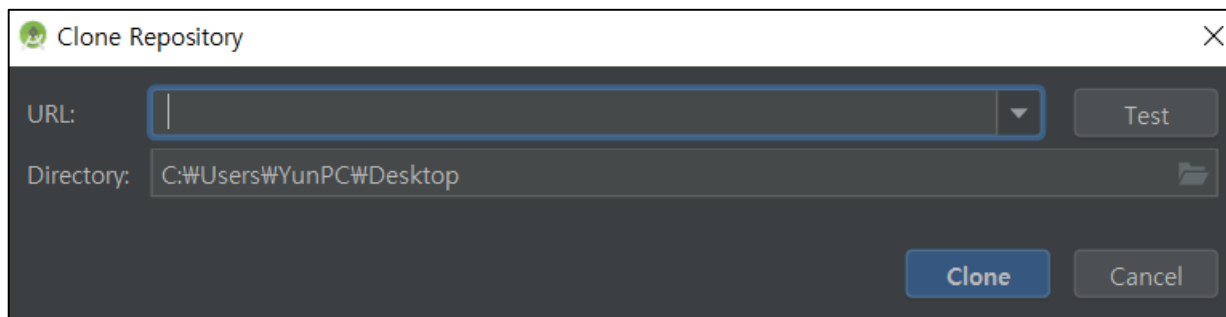 Clone Repository
URL: Test
Directory: C:₩Users₩YunPC₩Desktop
Clone Cancel